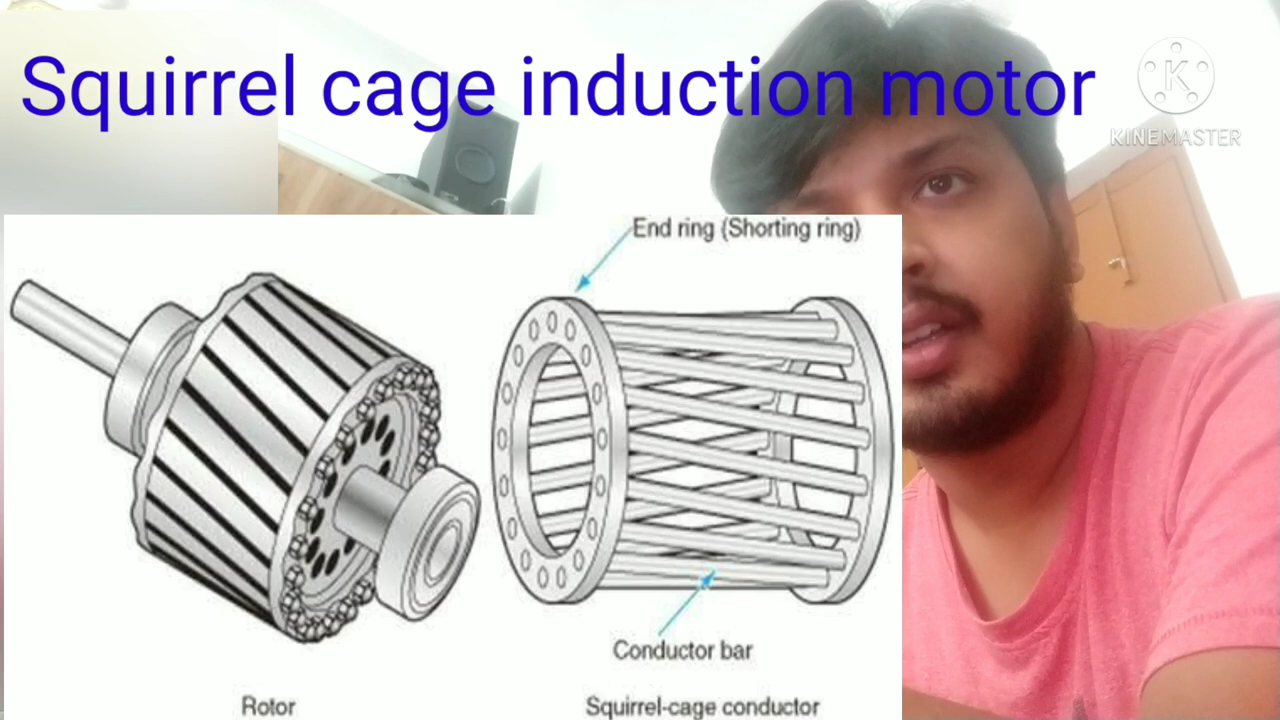 Squirrel cage induction motor
K
KINEMASTER
End ring (Shorting ring)
Conductor bar
Rotor
Squirrel-cage conductor